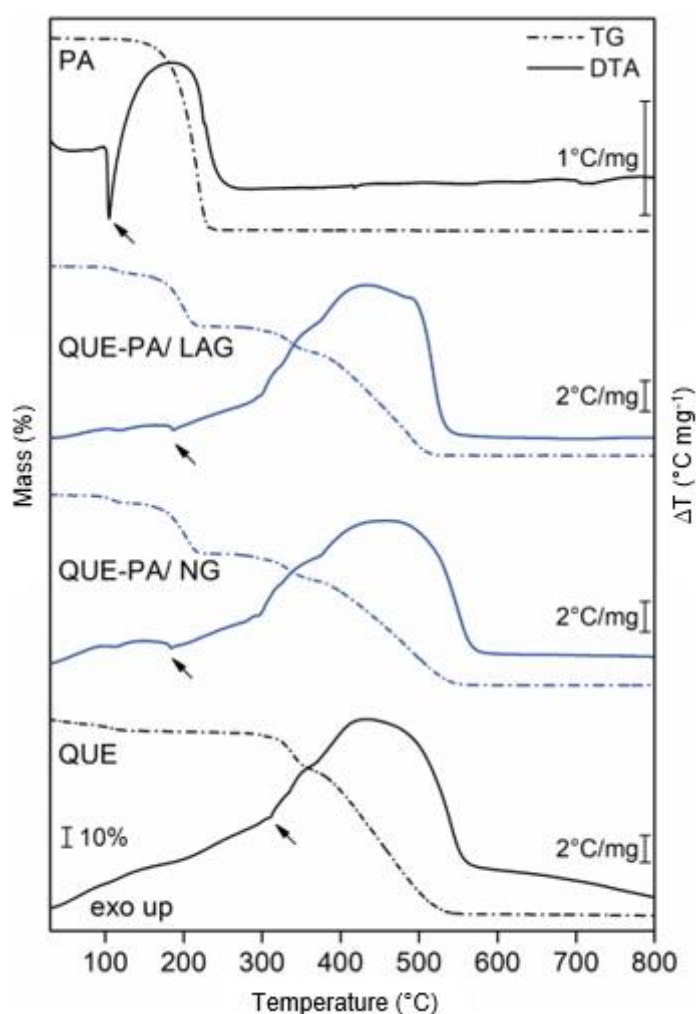 TG
DTA
PA
1°C/mg
QUE-PA/ LAG
2°C/mg
Mass (%)
ΔT (°C mg⁻¹)
QUE-PA/ NG
2°C/mg
QUE
10%
2°C/mg
exo up
100 200 300 400 500 600 700 800
Temperature (°C)